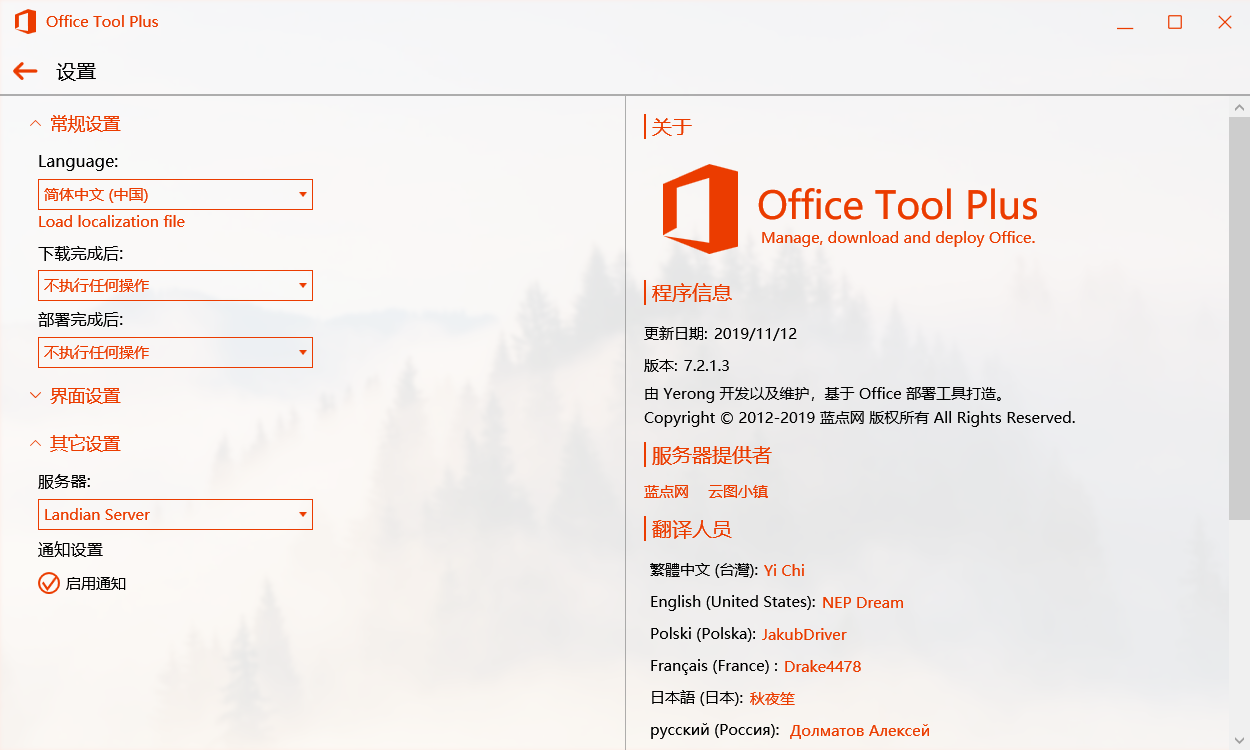 Office Tool Plus
设置
常规设置
Language:
简体中文 (中国)
Load localization file
下载完成后:
不执行任何操作
部署完成后:
不执行任何操作
界面设置
其它设置
服务器:
Landian Server
通知设置
启用通知
关于
Office Tool Plus
Manage, download and deploy Office.
程序信息
更新日期: 2019/11/12
版本: 7.2.1.3
由 Yerong 开发以及维护，基于 Office 部署工具打造。
Copyright © 2012-2019 蓝点网 版权所有 All Rights Reserved.
服务器提供者
蓝点网 云图小镇
翻译人员
繁體中文 (台灣): Yi Chi
English (United States): NEP Dream
Polski (Polska): JakubDriver
Français (France) : Drake4478
日本語 (日本): 秋夜笙
русский (Россия): Долматов Алексей